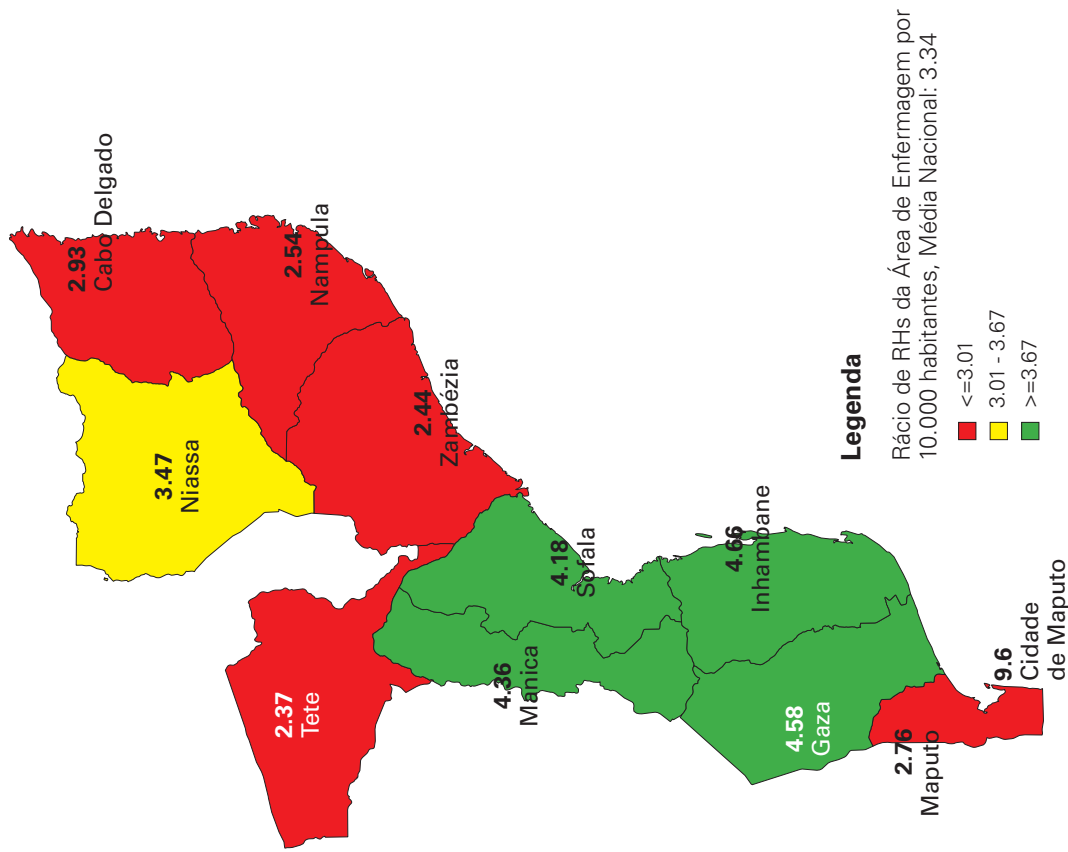 2.93
Cabo Delgado
3.47
Niassa
2.54
Nampula
2.44
Zambézia
2.37
Tete
4.36
Manica
4.18
Sofala
4.66
Inhambane
4.58
Gaza
2.76
Maputo
9.6
Cidade
de Maputo
Legenda
Rácio de RHs da Área de Enfermagem por
10.000 habitantes, Média Nacional: 3.34
<=3.01
3.01 - 3.67
>=3.67